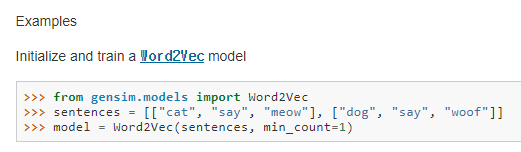 Examples
Initialize and train a Word2Vec model
>>> from gensim.models import Word2Vec
>>> sentences = [["cat", "say", "meow"], ["dog", "say", "woof"]]
>>> model = Word2Vec(sentences, min_count=1)